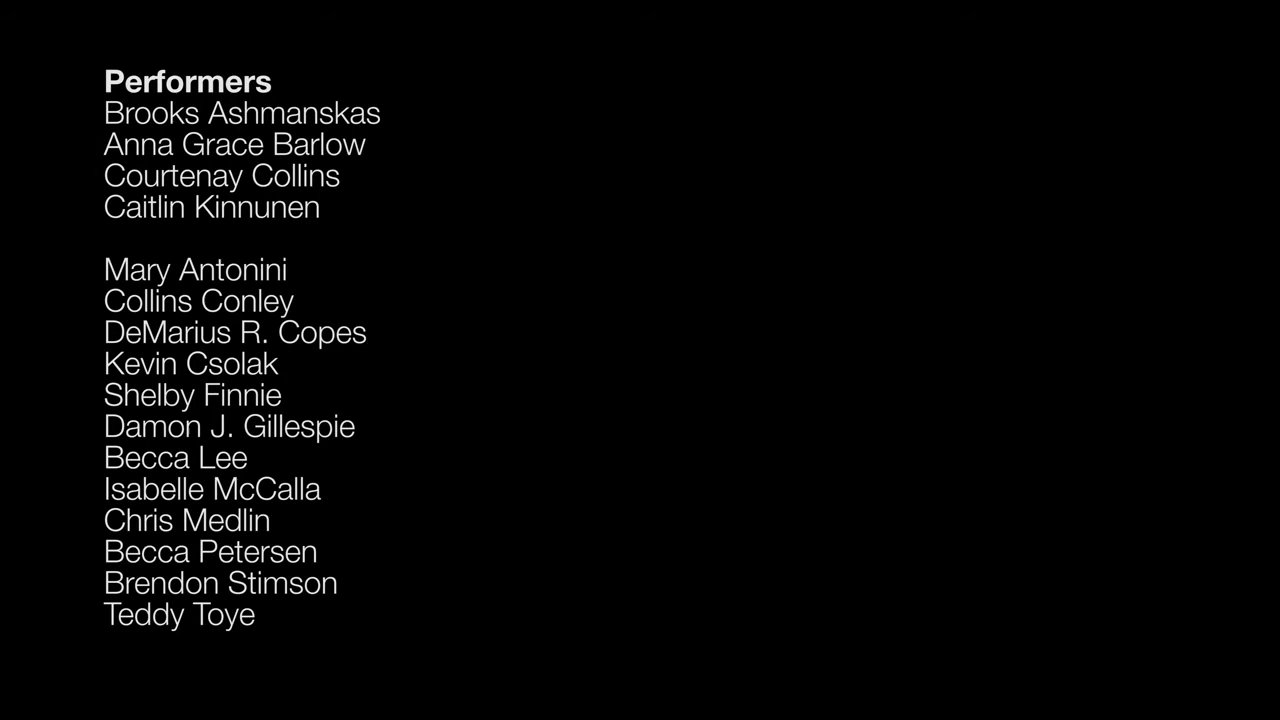 Performers
Brooks Ashmanskas
Anna Grace Barlow
Courtenay Collins
Caitlin Kinnunen
Mary Antonini
Collins Conley
DeMarius R. Copes
Kevin Csolak
Shelby Finnie
Damon J. Gillespie
Becca Lee
Isabelle McCalla
Chris Medlin
Becca Petersen
Brendon Stimson
Teddy Toye